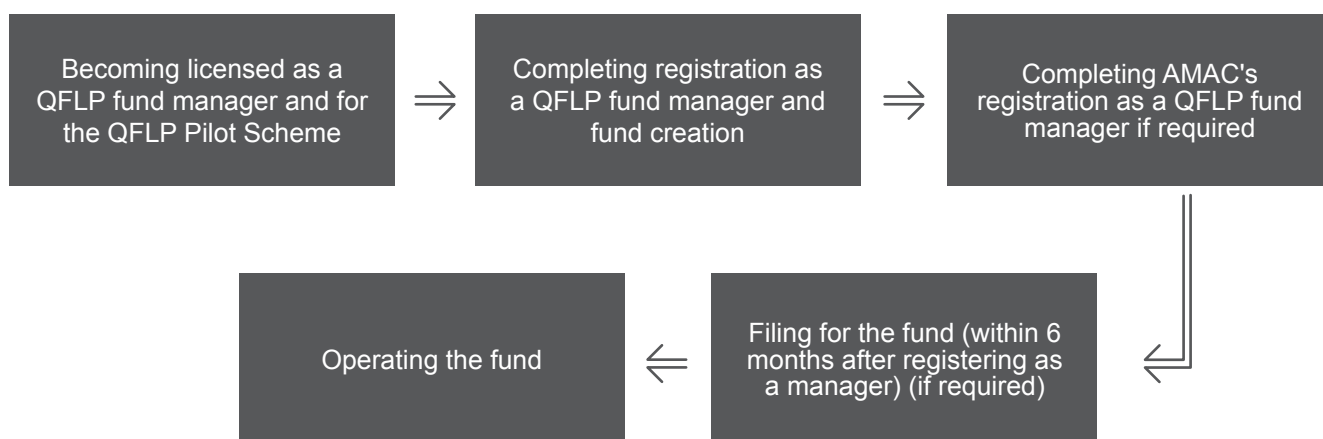 Becoming licensed as a
QFLP fund manager and for
the QFLP Pilot Scheme
Completing registration as
a QFLP fund manager and
fund creation
Completing AMAC's
registration as a QFLP fund
manager if required
Filing for the fund (within 6
months after registering as
a manager) (if required)
Operating the fund